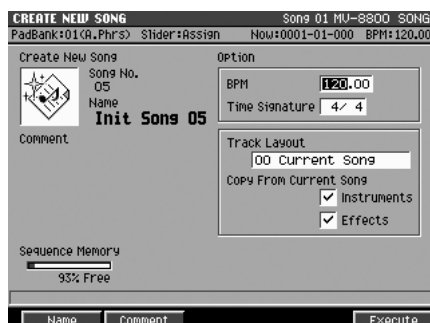 CREATE NEW SONG Song 01 MV-8800 SONG
PadBank:01(A.Phrs) Slider:Assign Now:0001-01-000 BPM:120.00
Create New Song
Song No.
05
Name
Init Song 05
Comment
Sequence Memory
93% Free
Option
BPM 120.00
Time Signature 4/ 4
Track Layout
00 Current Song
Copy From Current Song
Instruments
Effects
Name Comment Execute